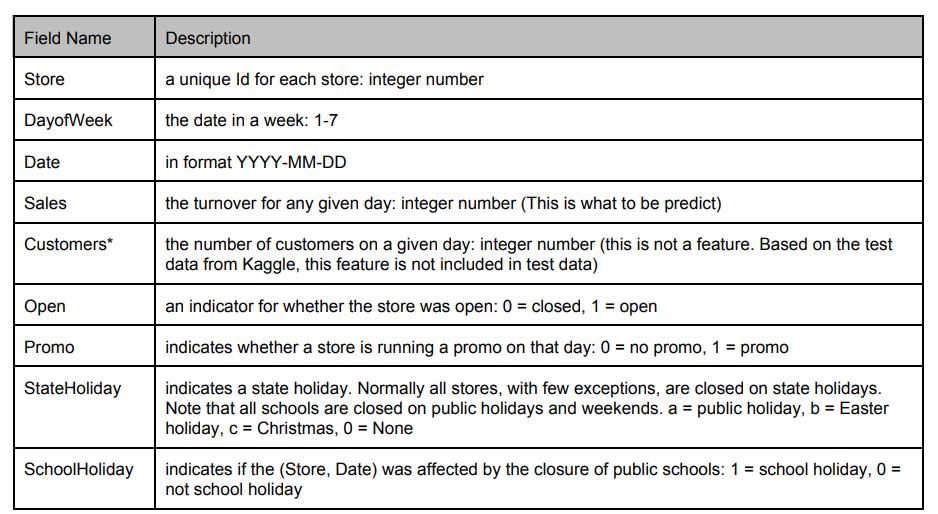 Field Name Description
Store a unique Id for each store: integer number
DayofWeek the date in a week: 1-7
Date in format YYYY-MM-DD
Sales the turnover for any given day: integer number (This is what to be predict)
Customers* the number of customers on a given day: integer number (this is not a feature. Based on the test
data from Kaggle, this feature is not included in test data)
Open an indicator for whether the store was open: 0 = closed, 1 = open
Promo indicates whether a store is running a promo on that day: 0 = no promo, 1 = promo
StateHoliday indicates a state holiday. Normally all stores, with few exceptions, are closed on state holidays.
Note that all schools are closed on public holidays and weekends. a = public holiday, b = Easter
holiday, c = Christmas, 0 = None
SchoolHoliday indicates if the (Store, Date) was affected by the closure of public schools: 1 = school holiday, 0 =
not school holiday